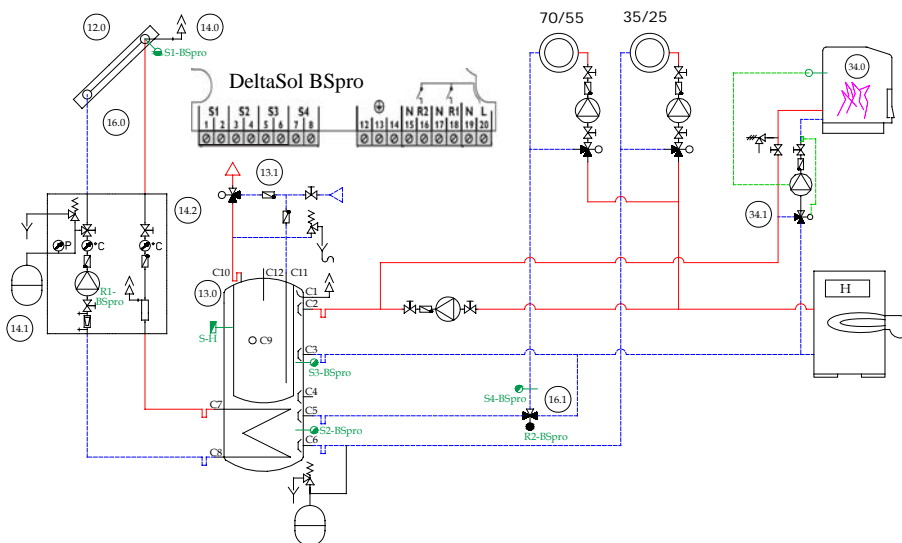 70/55
35/25
12.0
14.0
S1-BSpro
DeltaSol BSpro
S1 S2 S3 S4
N R2 N R1 N L
1 2 3 4 5 6 7 8
12 13 14 15 16 17 18 19 20
34.0
16.0
13.1
34.1
14.2
P
°C
°C
R1-
BSpro
14.1
C10
C12
C11
13.0
C1
C2
S-H
C9
C3
S3-BSpro
C4
C7
C5
S2-BSpro
C6
C8
S4-BSpro
16.1
R2-BSpro
H